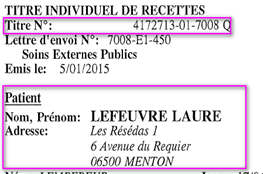 TITRE INDIVIDUEL DE RECETTES
Titre N°: 4172713-01-7008 Q
Lettre d'envoi N°: 7008-E1-450
Soins Externes Publics
Emis le: 5/01/2015
Patient
Nom, Prénom: LEFEUVRE LAURE
Adresse: Les Résédas 1
6 Avenue du Requier
06500 MENTON